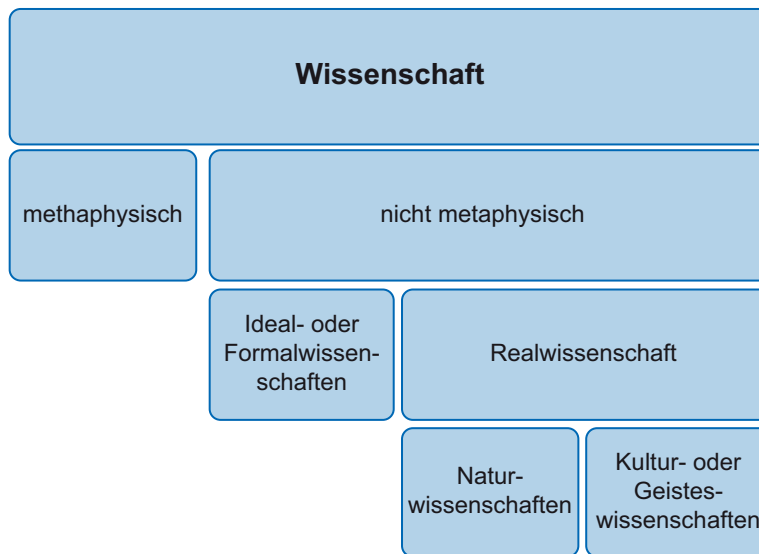 Wissenschaft
methaphysisch
nicht metaphysisch
Ideal- oder
Formalwissen-
schaften
Realwissenschaft
Natur-
wissenschaften
Kultur- oder
Geistes-
wissenschaften